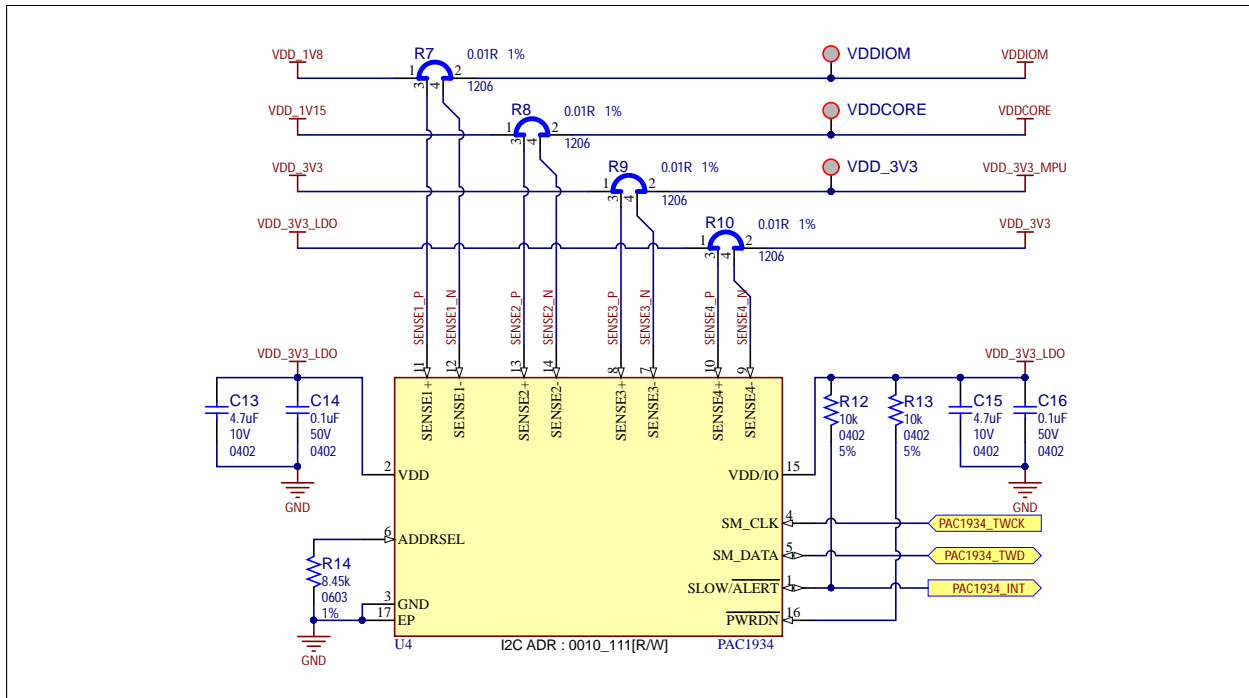 VDD_1V8
R7
0.01R 1%
1
2
3
4
1206
VDDIOM
VDDIOM
VDD_1V15
R8
0.01R 1%
1
2
3
4
1206
VDDCORE
VDDCORE
VDD_3V3
R9
0.01R 1%
1
2
3
4
1206
VDD_3V3
VDD_3V3_MPU
VDD_3V3_LDO
R10
0.01R 1%
1
2
3
4
1206
VDD_3V3
SENSE1_P
SENSE1_N
SENSE2_P
SENSE2_N
SENSE3_P
SENSE3_N
SENSE4_P
SENSE4_N
11
12
13
14
8
7
10
9
SENSE1+
SENSE1-
SENSE2+
SENSE2-
SENSE3+
SENSE3-
SENSE4+
SENSE4-
VDD_3V3_LDO
C13
4.7uF
10V
0402
C14
0.1uF
50V
0402
GND
2
VDD
6
ADDRSEL
R14
8.45k
0603
1%
3
GND
17
EP
GND
VDD_3V3_LDO
R12
10k
0402
5%
R13
10k
0402
5%
C15
4.7uF
10V
0402
C16
0.1uF
50V
0402
GND
VDD/IO
15
SM_CLK
4
PAC1934_TWCK
SM_DATA
5
PAC1934_TWD
SLOW/ALERT
1
PAC1934_INT
PWRDN
16
U4
I2C ADR : 0010_111[R/W]
PAC1934